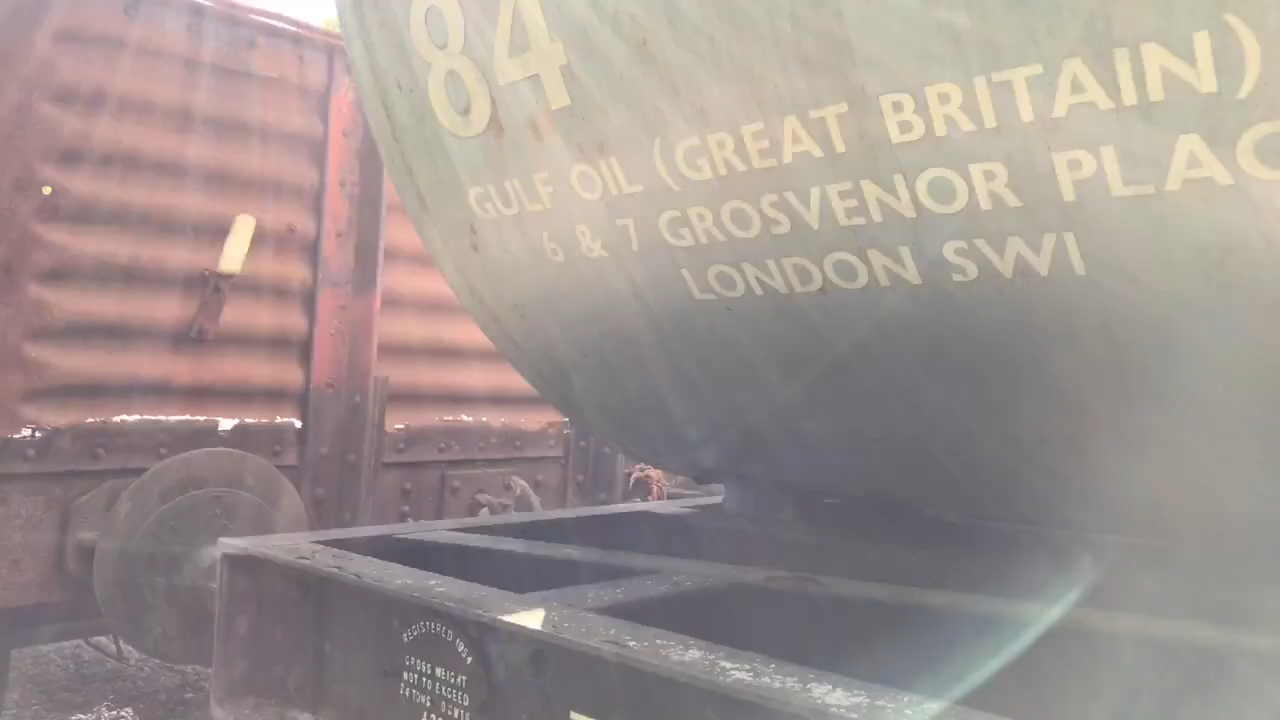 84
GULF OIL (GREAT BRITAIN)
6 & 7 GROSVENOR PLAC
LONDON SW1
REGISTERED 1954
GROSS WEIGHT
NOT TO EXCEED
24 TONS